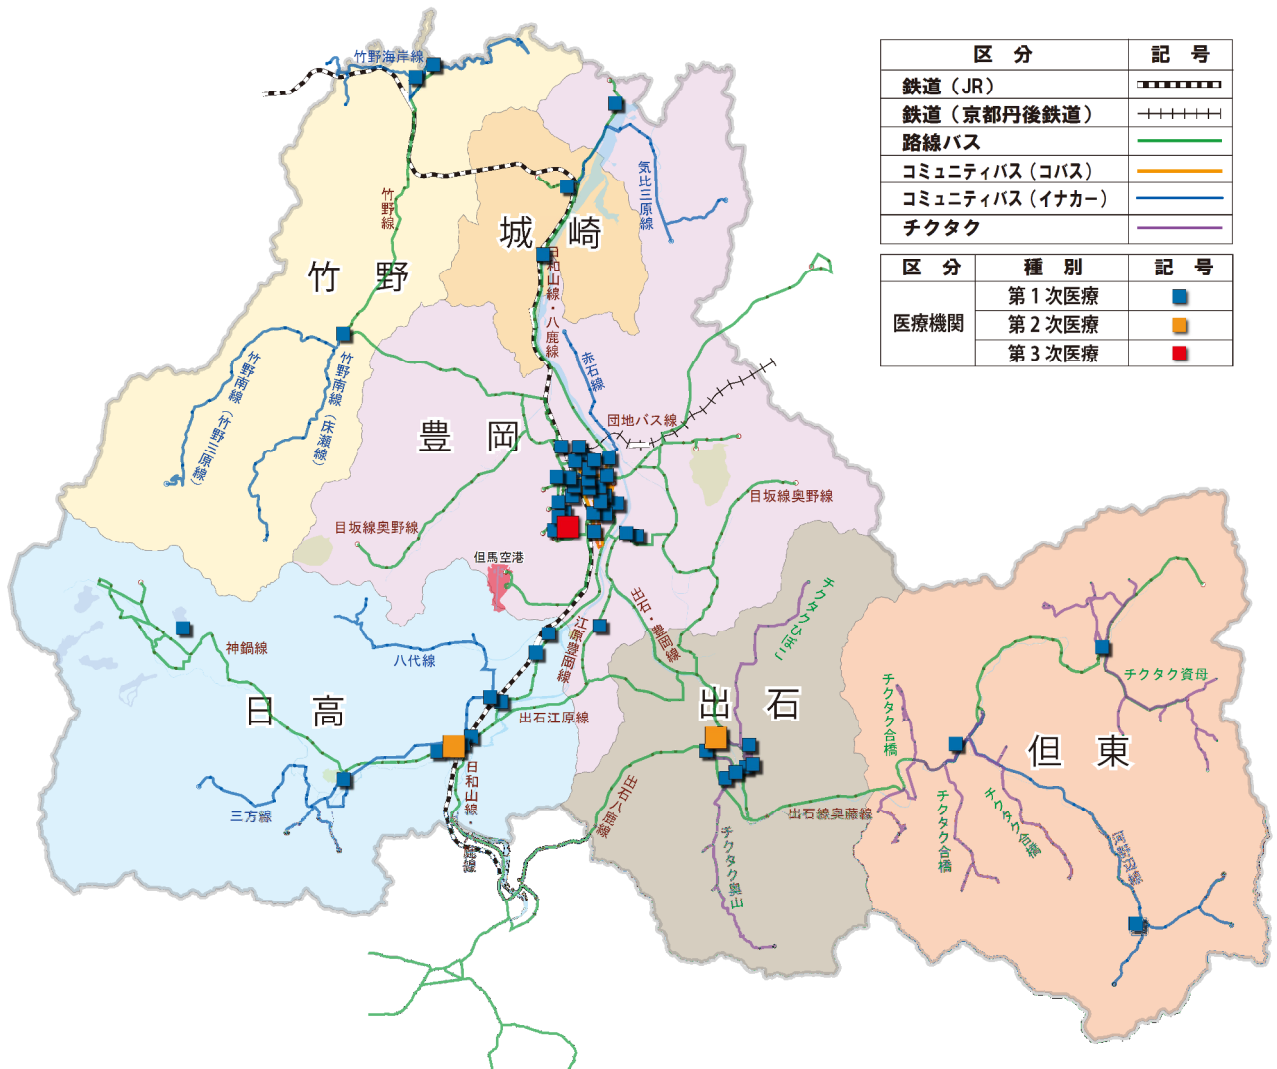 区 分 記 号
鉄道（JR）
鉄道（京都丹後鉄道）
路線バス
コミュニティバス（コバス）
コミュニティバス（イナカー）
チクタク
区 分 種 別 記 号
医療機関
第１次医療
第２次医療
第３次医療
竹野海岸線
竹野線
気比三原線
城 崎
竹 野
日和山線・八鹿線
赤石線
竹野南線（竹野三原線）
竹野南線（床瀬線）
豊 岡
団地バス線
目坂線奥野線
目坂線奥野線
但馬空港
出石・豊岡線
江原豊岡線
チクタクひぼこ
神鍋線
八代線
日 高
出石江原線
出石
チクタク資母
チクタク合橋
但 東
日和山線・
三方線
出石八鹿線
出石線奥藤線
チクタク奥山
チクタク合橋
チクタク合橋